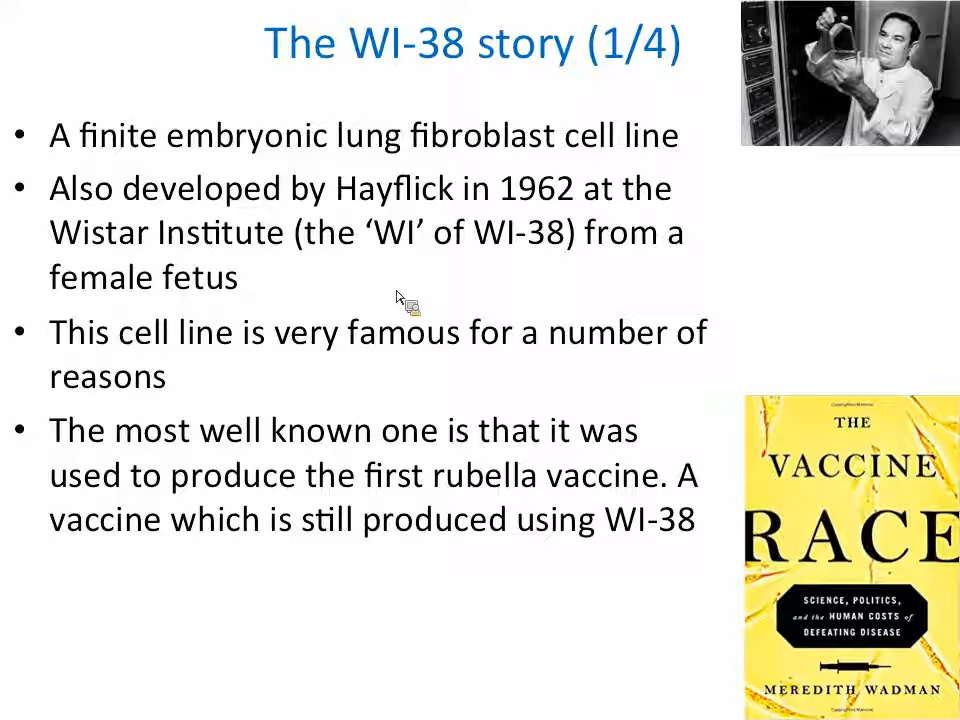 The WI-38 story (1/4)
• A finite embryonic lung fibroblast cell line
• Also developed by Hayflick in 1962 at the
Wistar Institute (the ‘WI’ of WI-38) from a
female fetus
• This cell line is very famous for a number of
reasons
• The most well known one is that it was
used to produce the first rubella vaccine. A
vaccine which is still produced using WI-38
Copyrighted Material
THE
VACCINE
RACE
SCIENCE, POLITICS,
and the HUMAN COSTS of
DEFEATING DISEASE
MEREDITH WADMAN
Copyrighted Material